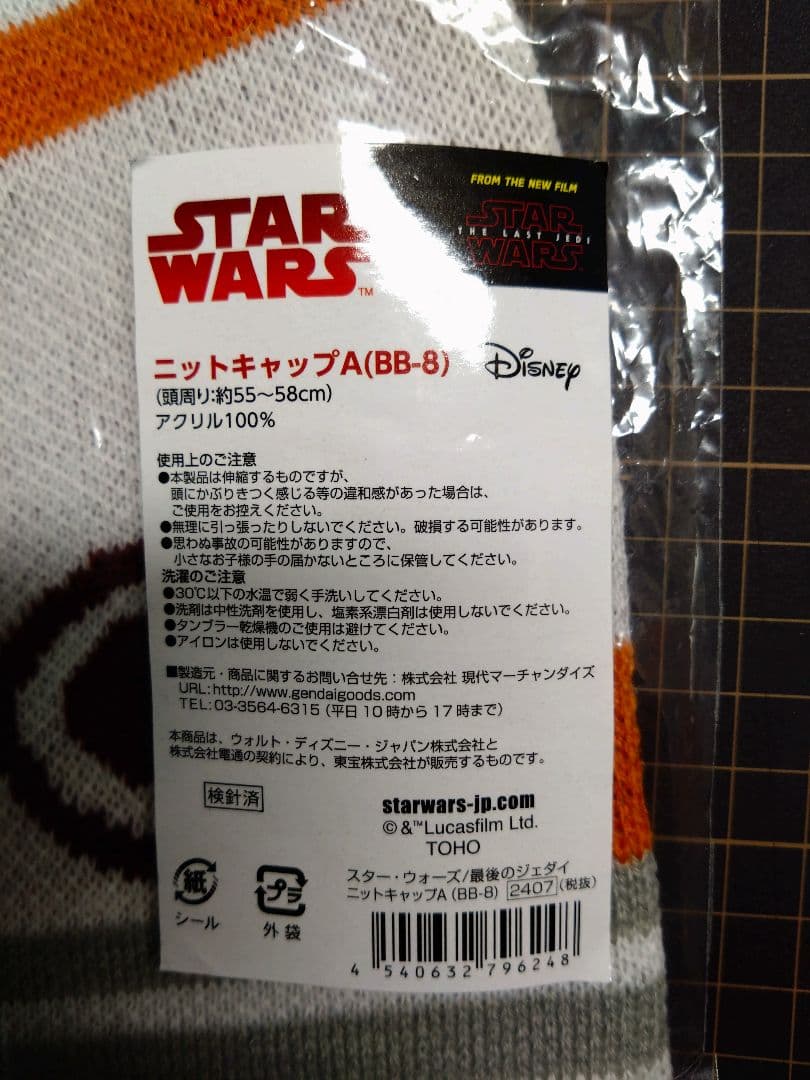 STAR
WARS™
FROM THE NEW FILM
STAR
THE LAST JEDI
WARS
ニットキャップA(BB-8)
Disney
(頭周り:約55〜58cm)
アクリル100%
使用上のご注意
●本製品は伸縮するものですが、
頭にかぶりきつく感じる等の違和感があった場合は、
ご使用をお控えください。
●無理に引っ張ったりしないでください。破損する可能性があります。
●思わぬ事故の可能性がありますので、
小さなお子様の手の届かないところに保管してください。
洗濯のご注意
●30℃以下の水温で弱く手洗いしてください。
●洗剤は中性洗剤を使用し、塩素系漂白剤は使用しないでください。
●タンブラー乾燥機のご使用は避けてください。
●アイロンは使用しないでください。
■製造元・商品に関するお問い合せ先：株式会社 現代マーチャンダイズ
URL:http://www.gendaigoods.com
TEL:03-3564-6315（平日10時から17時まで）
本商品は、ウォルト・ディズニー・ジャパン株式会社と
株式会社電通の契約により、東宝株式会社が販売するものです。
検針済
starwars-jp.com
©&™Lucasfilm Ltd.
TOHO
紙
シール
プラ
外袋
スター・ウォーズ/最後のジェダイ
ニットキャップA (BB-8) 2407 (税抜)
4 540632 796248